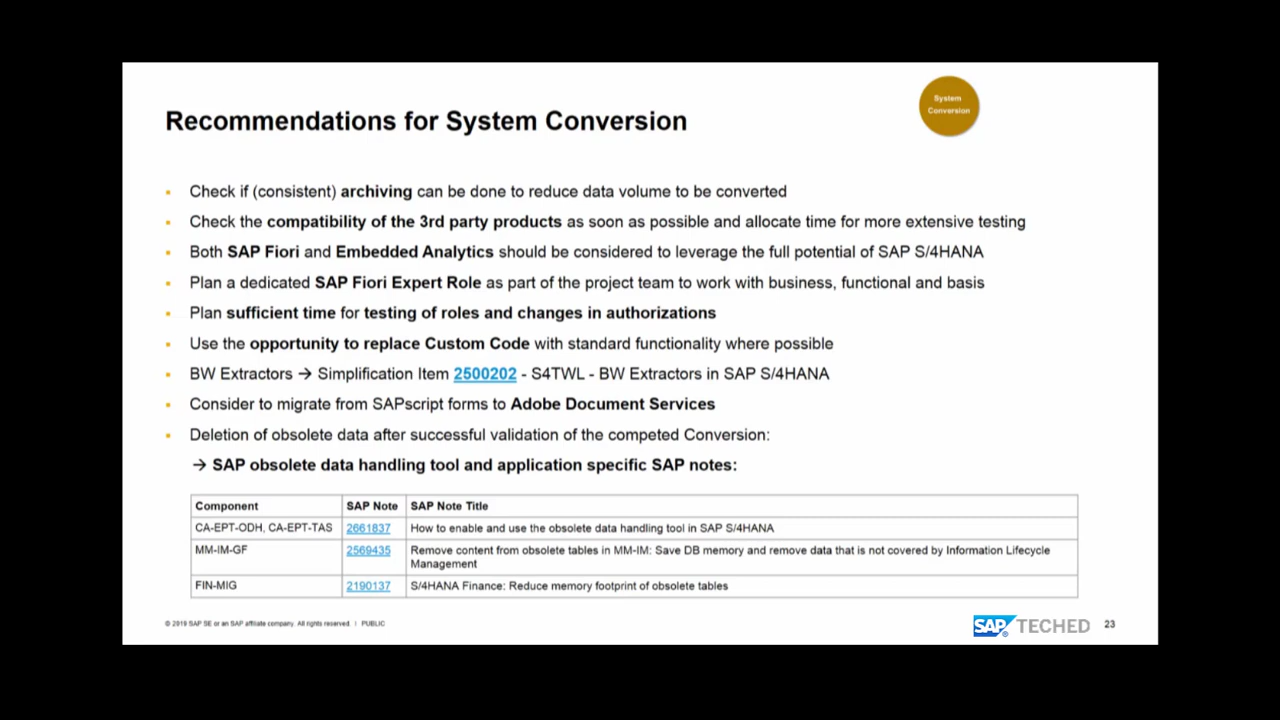 System
Conversion
Recommendations for System Conversion
▪ Check if (consistent) archiving can be done to reduce data volume to be converted
▪ Check the compatibility of the 3rd party products as soon as possible and allocate time for more extensive testing
▪ Both SAP Fiori and Embedded Analytics should be considered to leverage the full potential of SAP S/4HANA
▪ Plan a dedicated SAP Fiori Expert Role as part of the project team to work with business, functional and basis
▪ Plan sufficient time for testing of roles and changes in authorizations
▪ Use the opportunity to replace Custom Code with standard functionality where possible
▪ BW Extractors → Simplification Item 2500202 - S4TWL - BW Extractors in SAP S/4HANA
▪ Consider to migrate from SAPscript forms to Adobe Document Services
▪ Deletion of obsolete data after successful validation of the competed Conversion:
→ SAP obsolete data handling tool and application specific SAP notes:
Component SAP Note SAP Note Title
CA-EPT-ODH, CA-EPT-TAS 2661837 How to enable and use the obsolete data handling tool in SAP S/4HANA
MM-IM-GF 2569435 Remove content from obsolete tables in MM-IM: Save DB memory and remove data that is not covered by Information Lifecycle
Management
FIN-MIG 2190137 S/4HANA Finance: Reduce memory footprint of obsolete tables
© 2019 SAP SE or an SAP affiliate company. All rights reserved. | PUBLIC
SAP® TECHED 23